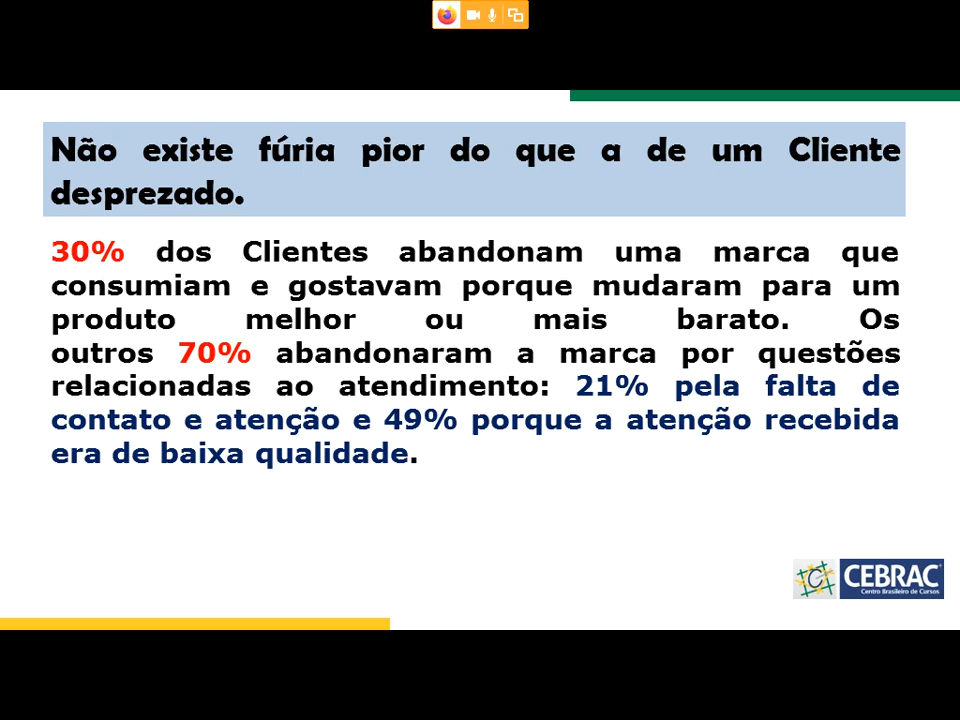 Não existe fúria pior do que a de um Cliente
desprezado.
30% dos Clientes abandonam uma marca que
consumiam e gostavam porque mudaram para um
produto melhor ou mais barato. Os
outros 70% abandonaram a marca por questões
relacionadas ao atendimento: 21% pela falta de
contato e atenção e 49% porque a atenção recebida
era de baixa qualidade.
C CEBRAC
Centro Brasileiro de Cursos